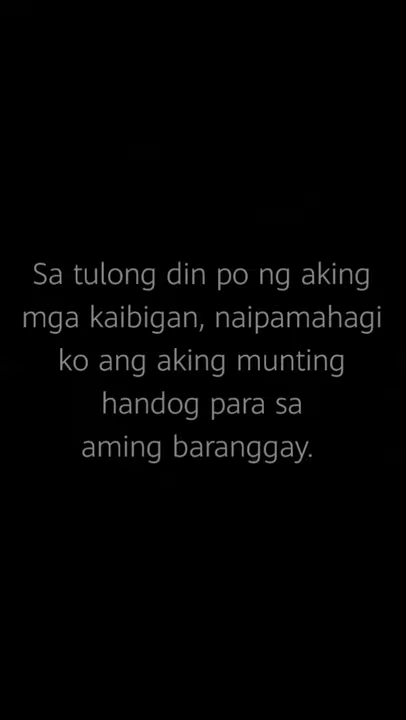 Sa tulong din po ng aking
mga kaibigan, naipamahagi
ko ang aking munting
handog para sa
aming baranggay.